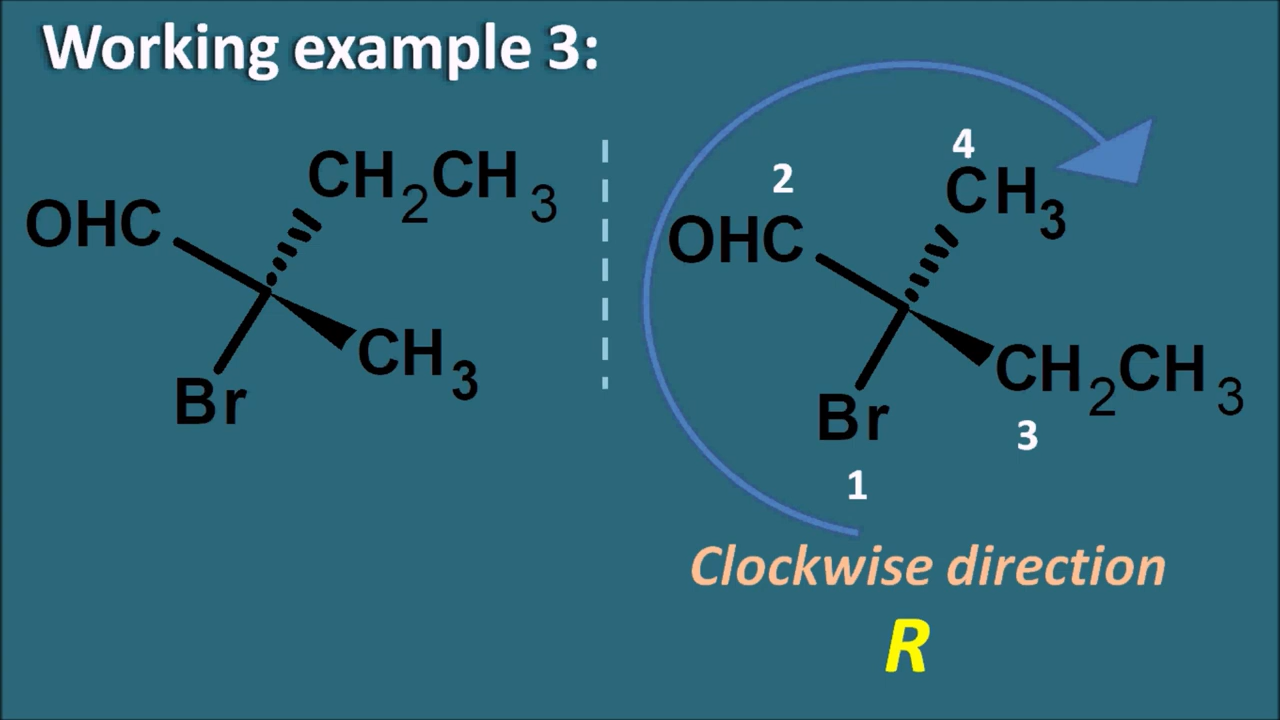 Working example 3:
CH2CH3
OHC
CH3
Br
4
CH3
2
OHC
CH2CH3
Br
3
1
Clockwise direction
R